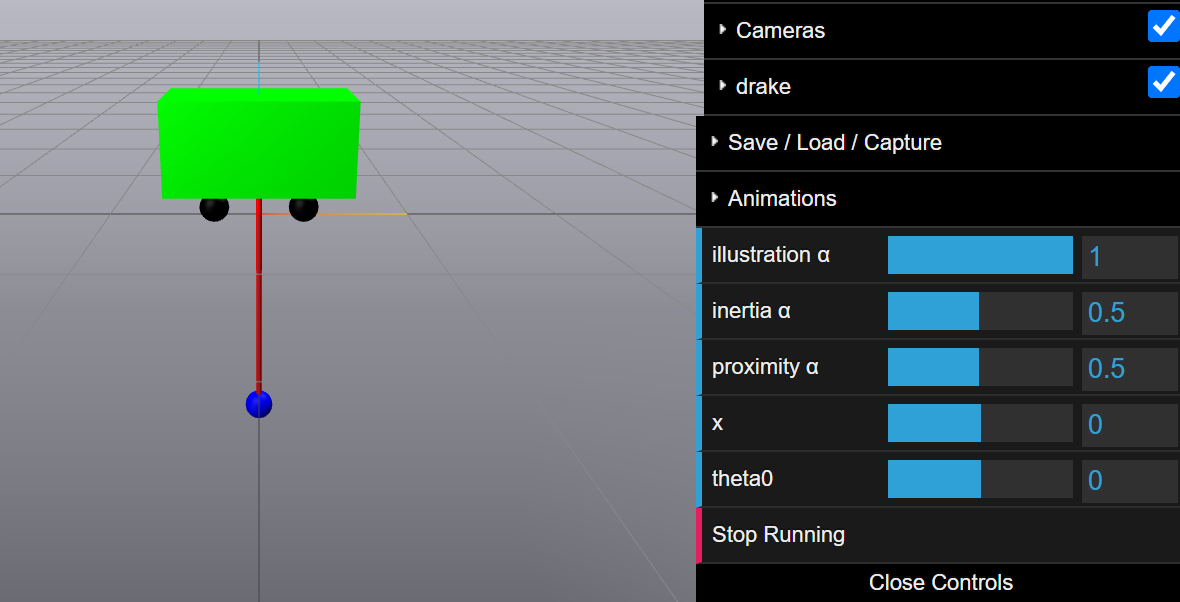 Cameras
drake
Save / Load / Capture
Animations
illustration α 1
inertia α 0.5
proximity α 0.5
x 0
theta0 0
Stop Running
Close Controls